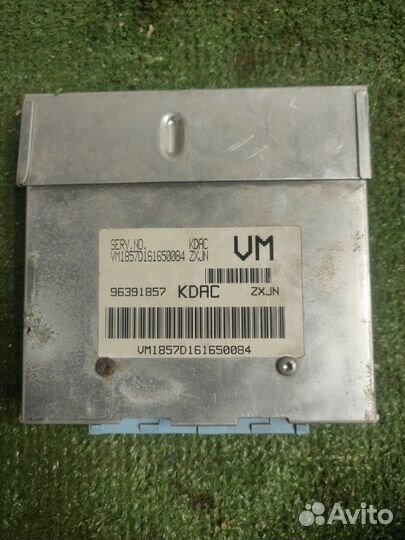 SERV.NO. KDAC
VM1857D161650084 ZXJN
VM
96391857 KDAC ZXJN
VM1857D161650084
Avito